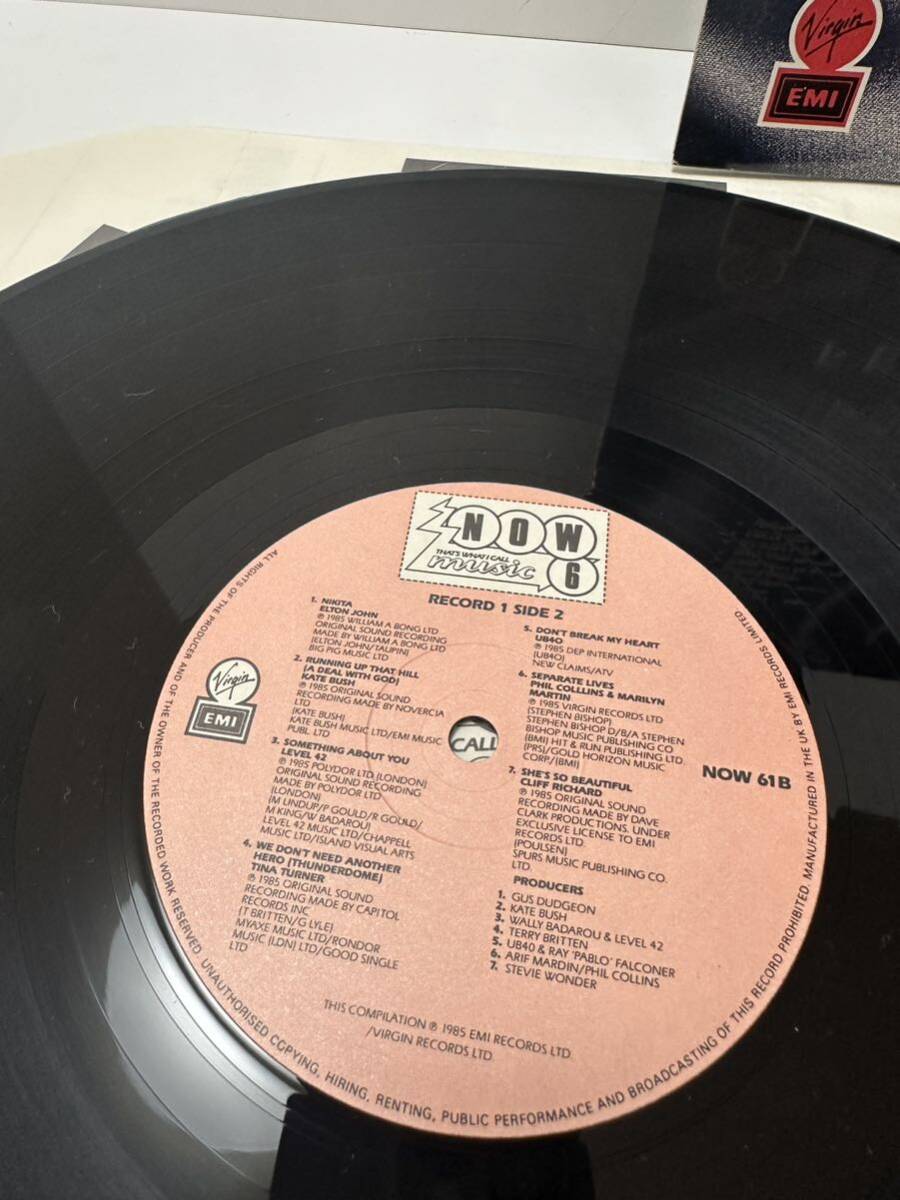 Virgin
EMI
NOW
THAT'S WHAT I CALL
music 6
RECORD 1 SIDE 2
1. NIKITA
ELTON JOHN
℗ 1985 WILLIAM A BONG LTD
ORIGINAL SOUND RECORDING
MADE BY WILLIAM A BONG LTD
(ELTON JOHN/TAUPIN)
BIG PIG MUSIC LTD
2. RUNNING UP THAT HILL
(A DEAL WITH GOD)
KATE BUSH
℗ 1985 ORIGINAL SOUND
RECORDING MADE BY NOVERCIA
LTD
(KATE BUSH)
KATE BUSH MUSIC LTD/EMI MUSIC
PUBL LTD
3. SOMETHING ABOUT YOU
LEVEL 42
℗ 1985 POLYDOR LTD (LONDON)
ORIGINAL SOUND RECORDING
MADE BY POLYDOR LTD
(LONDON)
(M UNDUP/P GOULD/R GOULD/
M KING/W BADAROU)
LEVEL 42 MUSIC LTD/CHAPPELL
MUSIC LTD/ISLAND VISUAL ARTS
4. WE DON'T NEED ANOTHER
HERO (THUNDERDOME)
TINA TURNER
℗ 1985 ORIGINAL SOUND
RECORDING MADE BY CAPITOL
RECORDS INC
(T BRITTEN/G LYLE)
MYAXE MUSIC LTD/RONDOR
MUSIC (LDN) LTD/GOOD SINGLE
LTD
5. DON'T BREAK MY HEART
UB40
℗ 1985 DEP INTERNATIONAL
(UB40)
NEW CLAIMS/ATV
6. SEPARATE LIVES
PHIL COLLLINS & MARILYN
MARTIN
℗ 1985 VIRGIN RECORDS LTD
(STEPHEN BISHOP)
STEPHEN BISHOP D/B/A STEPHEN
BISHOP MUSIC PUBLISHING CO
(BMI) HIT & RUN PUBLISHING LTD.
(PRS)/GOLD HORIZON MUSIC
CORP/(BMI)
7. SHE'S SO BEAUTIFUL
CLIFF RICHARD
℗ 1985 ORIGINAL SOUND
RECORDING MADE BY DAVE
CLARK PRODUCTIONS. UNDER
EXCLUSIVE LICENSE TO EMI
RECORDS LTD.
(POULSEN)
SPURS MUSIC PUBLISHING CO.
LTD.
PRODUCERS
1. GUS DUDGEON
2. KATE BUSH
3. WALLY BADAROU & LEVEL 42
4. TERRY BRITTEN
5. UB40 & RAY 'PABLO' FALCONER
6. ARIF MARDIN/PHIL COLLINS
7. STEVIE WONDER
Virgin
EMI
CALL
NOW 61B
THIS COMPILATION ℗ 1985 EMI RECORDS LTD.
/VIRGIN RECORDS LTD.
ALL RIGHTS OF THE PRODUCER AND OF THE OWNER OF THE RECORDED WORK RESERVED. UNAUTHORISED COPYING, HIRING, RENTING, PUBLIC PERFORMANCE AND BROADCASTING OF THIS RECORD PROHIBITED. MANUFACTURED IN THE UK BY EMI RECORDS LIMITED